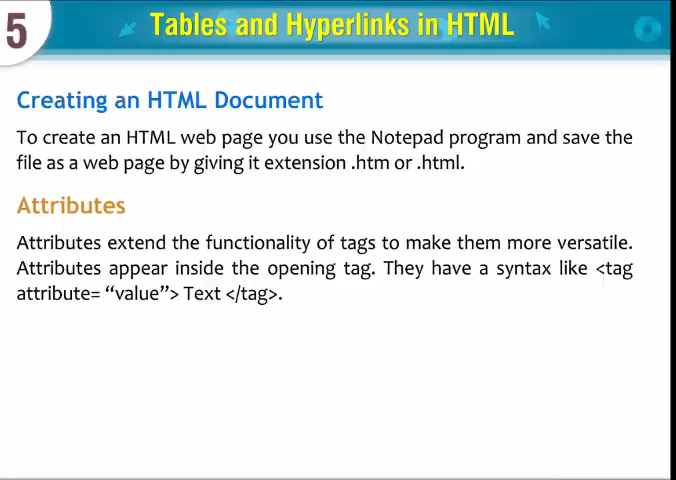 5
Tables and Hyperlinks in HTML
Creating an HTML Document
To create an HTML web page you use the Notepad program and save the
file as a web page by giving it extension .htm or .html.
Attributes
Attributes extend the functionality of tags to make them more versatile.
Attributes appear inside the opening tag. They have a syntax like <tag
attribute= “value”> Text </tag>.